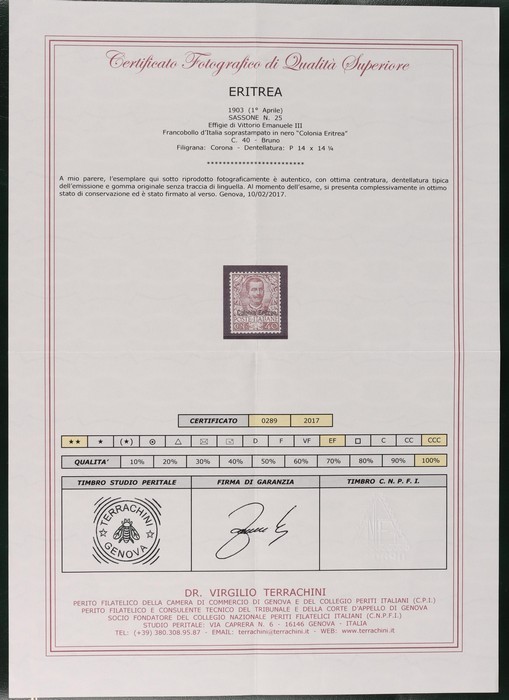 Certificato Fotografico di Qualità Superiore
ERITREA
1903 (1° Aprile)
SASSONE N. 25
Effigie di Vittorio Emanuele III
Francobollo d'Italia soprastampato in nero "Colonia Eritrea"
C. 40 - Bruno
Filigrana: Corona - Dentellatura: P 14 x 14 ¼
************************
A mio parere, l'esemplare qui sotto riprodotto fotograficamente è autentico, con ottima centratura, dentellatura tipica
dell'emissione e gomma originale senza traccia di linguella. Al momento dell'esame, si presenta complessivamente in ottimo
stato di conservazione ed è stato firmato al verso. Genova, 10/02/2017.
Colonia Eritrea
POSTE ITALIANE
40
CERTIFICATO 0289 2017
★★ ★ (★) D F VF EF C CC CCC
QUALITA' 10% 20% 30% 40% 50% 60% 70% 80% 90% 100%
TIMBRO STUDIO PERITALE FIRMA DI GARANZIA TIMBRO C. N. P. F. I.
TERRACHINI
GENOVA
DR. VIRGILIO TERRACHINI
PERITO FILATELICO DELLA CAMERA DI COMMERCIO DI GENOVA E DEL COLLEGIO PERITI ITALIANI (C.P.I.)
PERITO FILATELICO E CONSULENTE TECNICO DEL TRIBUNALE E DELLA CORTE D'APPELLO DI GENOVA
SOCIO FONDATORE DEL COLLEGIO NAZIONALE PERITI FILATELICI ITALIANI (C.N.P.F.I.)
STUDIO PERITALE: VIA CAPRERA N. 6 - 16146 GENOVA - ITALIA
TEL: (+39) 380.308.95.87 - EMAIL: terrachini@terrachini.it - WEB: www.terrachini.it